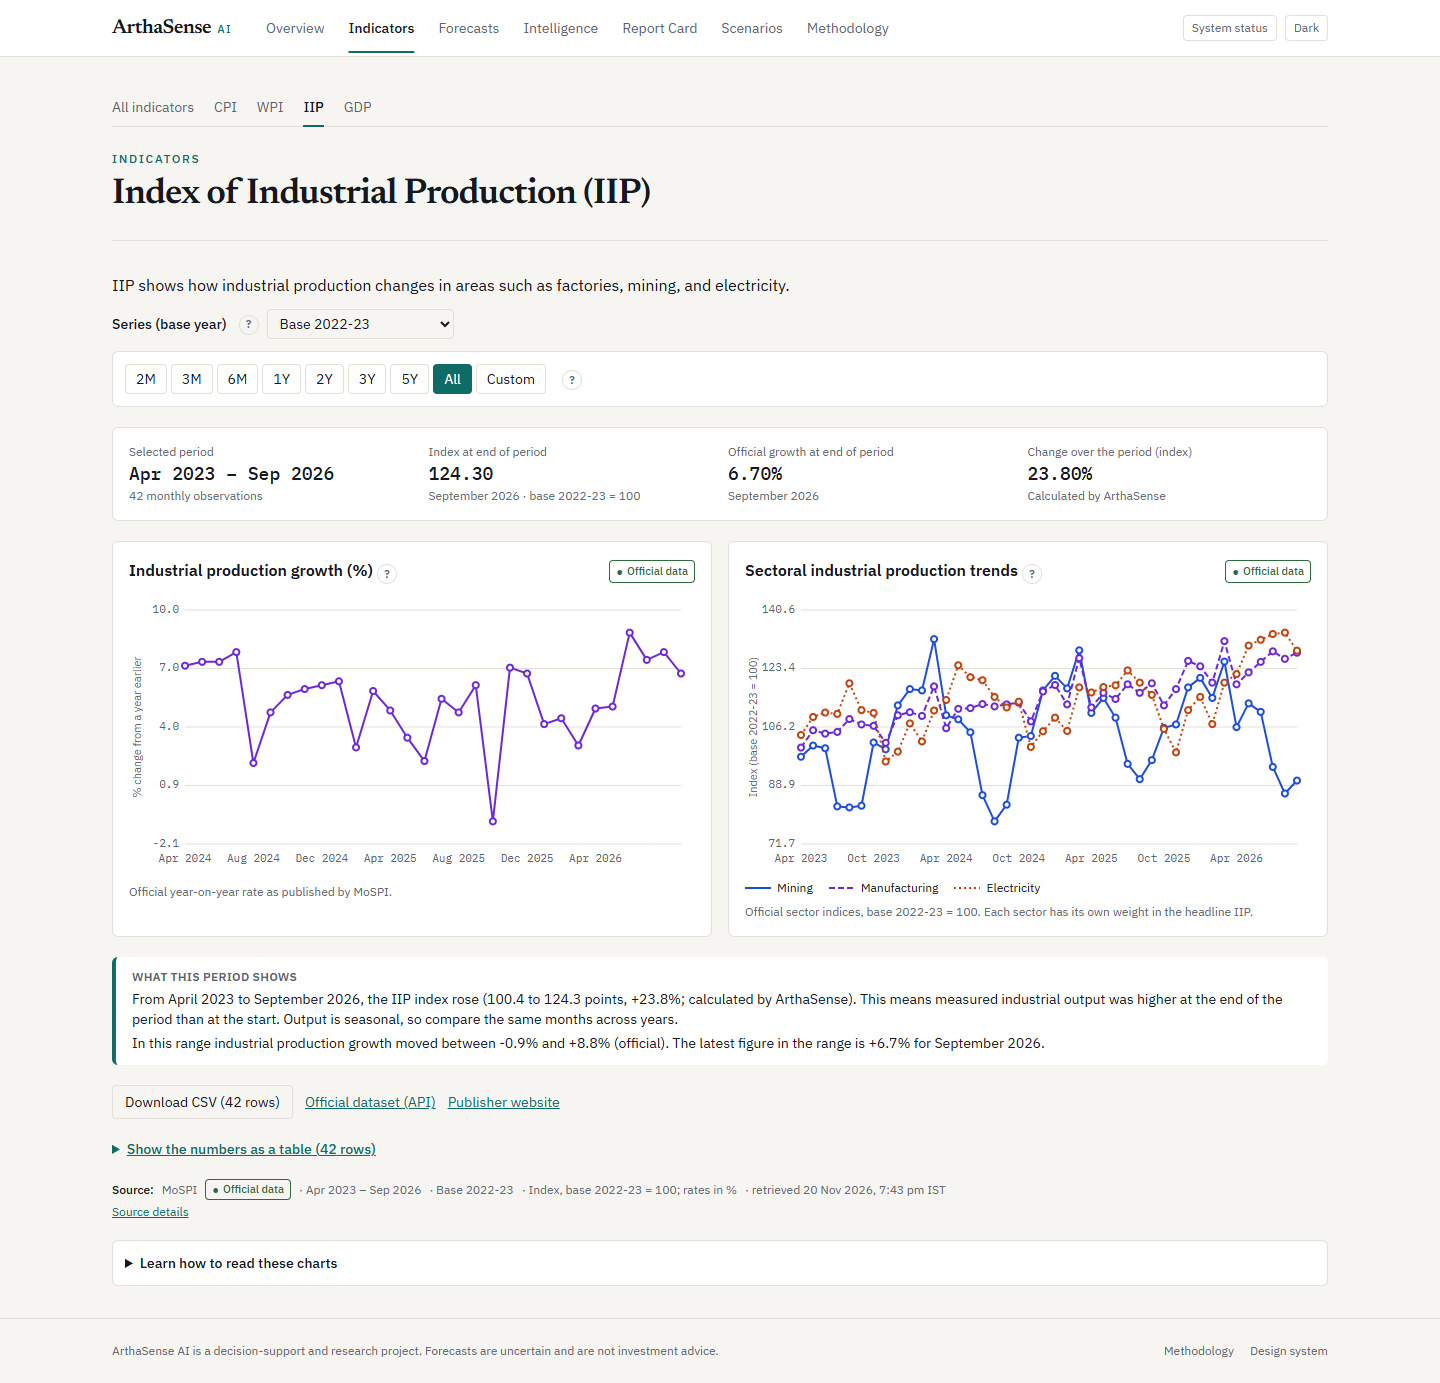 ArthaSense AI
Overview
Indicators
Forecasts
Intelligence
Report Card
Scenarios
Methodology
System status
Dark
All indicators
CPI
WPI
IIP
GDP
INDICATORS
Index of Industrial Production (IIP)
IIP shows how industrial production changes in areas such as factories, mining, and electricity.
Series (base year) ? Base 2022-23
2M 3M 6M 1Y 2Y 3Y 5Y All Custom ?
Selected period
Apr 2023 – Sep 2026
42 monthly observations
Index at end of period
124.30
September 2026 · base 2022-23 = 100
Official growth at end of period
6.70%
September 2026
Change over the period (index)
23.80%
Calculated by ArthaSense
Industrial production growth (%) ?
● Official data
% change from a year earlier
10.0
7.0
4.0
0.9
-2.1
Apr 2024 Aug 2024 Dec 2024 Apr 2025 Aug 2025 Dec 2025 Apr 2026
Official year-on-year rate as published by MoSPI.
Sectoral industrial production trends ?
● Official data
Index (base 2022-23 = 100)
140.6
123.4
106.2
88.9
71.7
Apr 2023 Oct 2023 Apr 2024 Oct 2024 Apr 2025 Oct 2025 Apr 2026
Mining Manufacturing Electricity
Official sector indices, base 2022-23 = 100. Each sector has its own weight in the headline IIP.
WHAT THIS PERIOD SHOWS
From April 2023 to September 2026, the IIP index rose (100.4 to 124.3 points, +23.8%; calculated by ArthaSense). This means measured industrial output was higher at the end of the
period than at the start. Output is seasonal, so compare the same months across years.
In this range industrial production growth moved between -0.9% and +8.8% (official). The latest figure in the range is +6.7% for September 2026.
Download CSV (42 rows)
Official dataset (API)
Publisher website
▶ Show the numbers as a table (42 rows)
Source: MoSPI ● Official data · Apr 2023 – Sep 2026 · Base 2022-23 · Index, base 2022-23 = 100; rates in % · retrieved 20 Nov 2026, 7:43 pm IST
Source details
▶ Learn how to read these charts
ArthaSense AI is a decision-support and research project. Forecasts are uncertain and are not investment advice.
Methodology
Design system